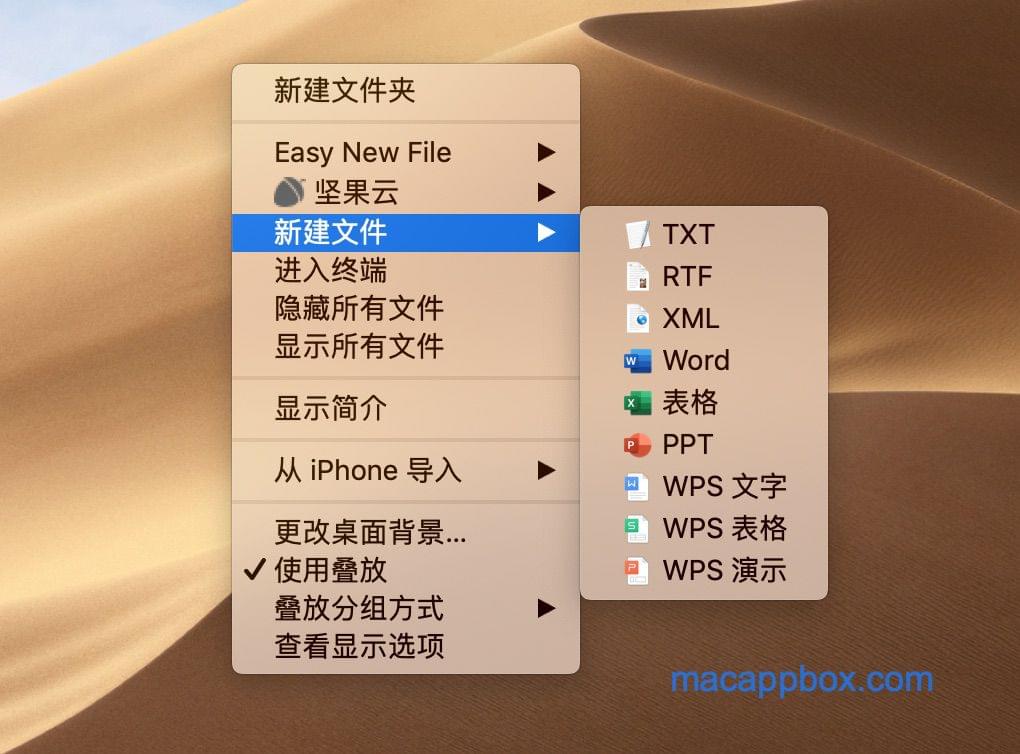 新建文件夹
Easy New File
坚果云
新建文件
进入终端
隐藏所有文件
显示所有文件
显示简介
从 iPhone 导入
更改桌面背景...
使用叠放
叠放分组方式
查看显示选项
TXT
RTF
XML
Word
表格
PPT
WPS 文字
WPS 表格
WPS 演示
macappbox.com